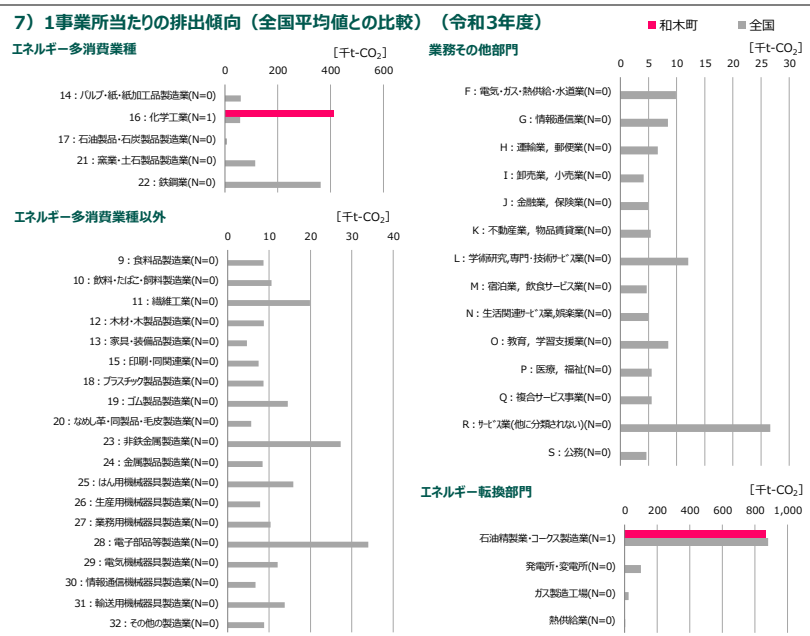 7）1事業所当たりの排出傾向（全国平均値との比較）（令和3年度）
和木町 全国
エネルギー多消費業種
[千t-CO₂]
0 200 400 600
14：パルプ・紙・紙加工品製造業(N=0)
16：化学工業(N=1)
17：石油製品・石炭製品製造業(N=0)
21：窯業・土石製品製造業(N=0)
22：鉄鋼業(N=0)
エネルギー多消費業種以外
[千t-CO₂]
0 10 20 30 40
9：食料品製造業(N=0)
10：飲料・たばこ・飼料製造業(N=0)
11：繊維工業(N=0)
12：木材・木製品製造業(N=0)
13：家具・装備品製造業(N=0)
15：印刷・同関連業(N=0)
18：プラスチック製品製造業(N=0)
19：ゴム製品製造業(N=0)
20：なめし革・同製品・毛皮製造業(N=0)
23：非鉄金属製造業(N=0)
24：金属製品製造業(N=0)
25：はん用機械器具製造業(N=0)
26：生産用機械器具製造業(N=0)
27：業務用機械器具製造業(N=0)
28：電子部品等製造業(N=0)
29：電気機械器具製造業(N=0)
30：情報通信機械器具製造業(N=0)
31：輸送用機械器具製造業(N=0)
32：その他の製造業(N=0)
業務その他部門
[千t-CO₂]
0 5 10 15 20 25 30
F：電気・ガス・熱供給・水道業(N=0)
G：情報通信業(N=0)
H：運輸業，郵便業(N=0)
I：卸売業，小売業(N=0)
J：金融業，保険業(N=0)
K：不動産業，物品賃貸業(N=0)
L：学術研究,専門・技術ｻｰﾋﾞｽ業(N=0)
M：宿泊業，飲食サービス業(N=0)
N：生活関連ｻｰﾋﾞｽ業,娯楽業(N=0)
O：教育，学習支援業(N=0)
P：医療，福祉(N=0)
Q：複合サービス事業(N=0)
R：ｻｰﾋﾞｽ業(他に分類されない)(N=0)
S：公務(N=0)
エネルギー転換部門
[千t-CO₂]
0 200 400 600 800 1,000
石油精製業・コークス製造業(N=1)
発電所・変電所(N=0)
ガス製造工場(N=0)
熱供給業(N=0)